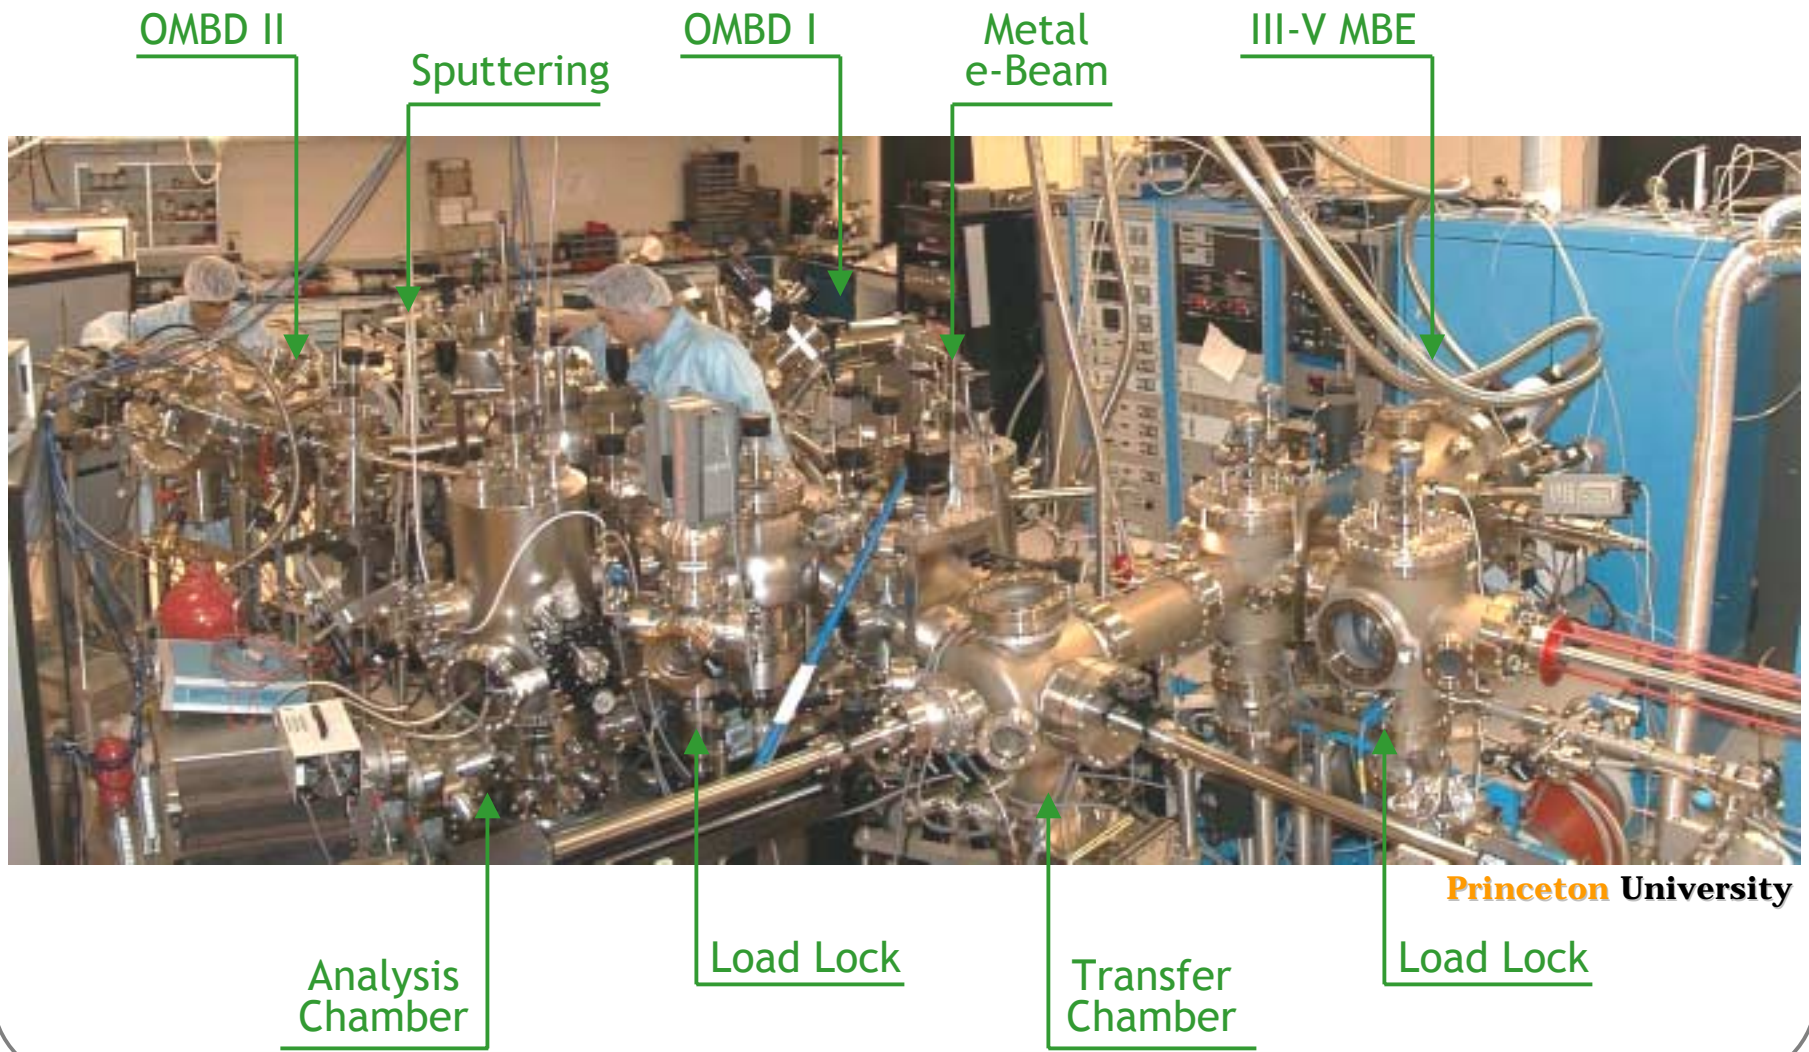 OMBD II
Sputtering
OMBD I
Metal
e-Beam
III-V MBE
Princeton University
Analysis
Chamber
Load Lock
Transfer
Chamber
Load Lock